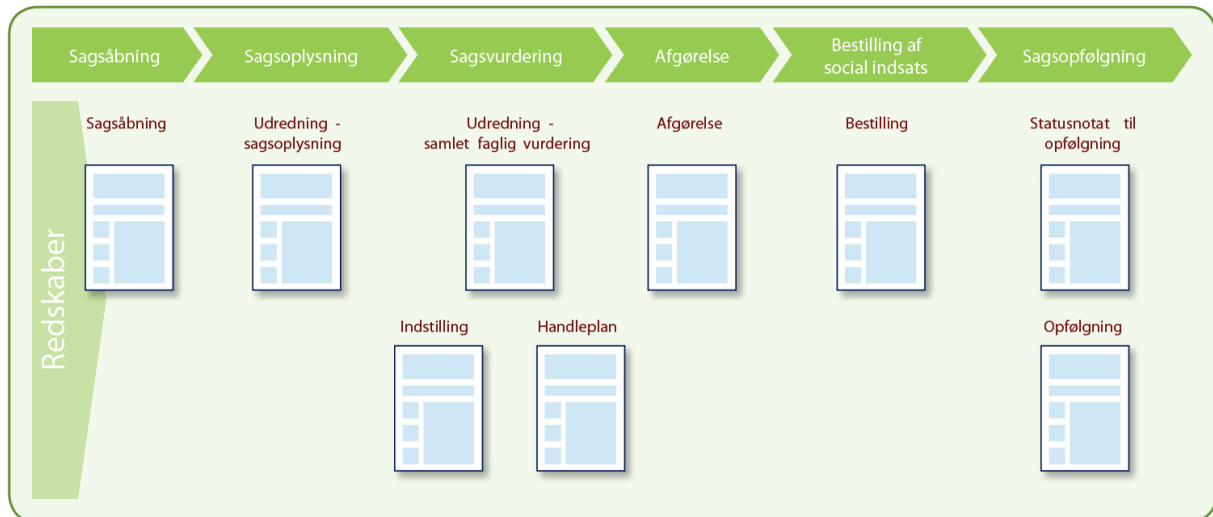 Sagsåbning
Sagsoplysning
Sagsvurdering
Afgørelse
Bestilling af
social indsats
Sagsopfølgning
Redskaber
Sagsåbning
Udredning -
sagsoplysning
Udredning -
samlet faglig vurdering
Afgørelse
Bestilling
Statusnotat til
opfølgning
Indstilling
Handleplan
Opfølgning